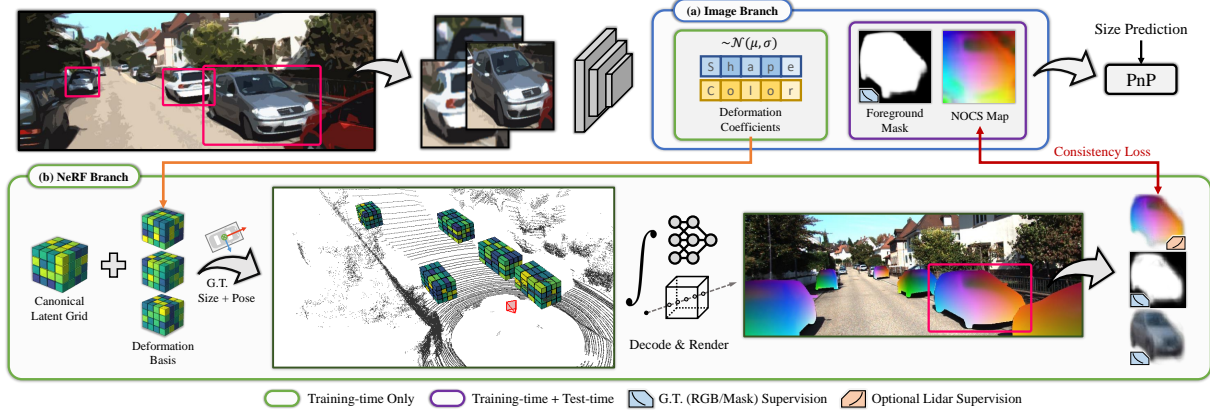 (a) Image Branch
~𝒩(μ, σ)
S h a p e
C o l o r
Deformation
Coefficients
Foreground
Mask
NOCS Map
Size Prediction
PnP
Consistency Loss
(b) NeRF Branch
Canonical
Latent Grid
Deformation
Basis
G.T.
Size + Pose
∫
Decode & Render
Training-time Only
Training-time + Test-time
G.T. (RGB/Mask) Supervision
Optional Lidar Supervision